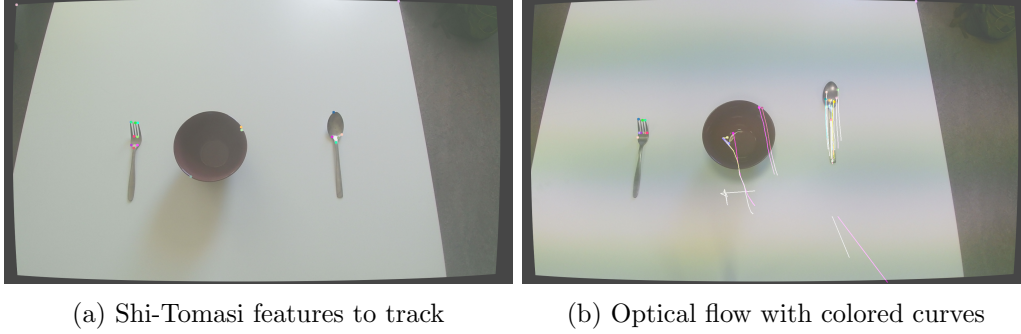 (a) Shi-Tomasi features to track
(b) Optical flow with colored curves